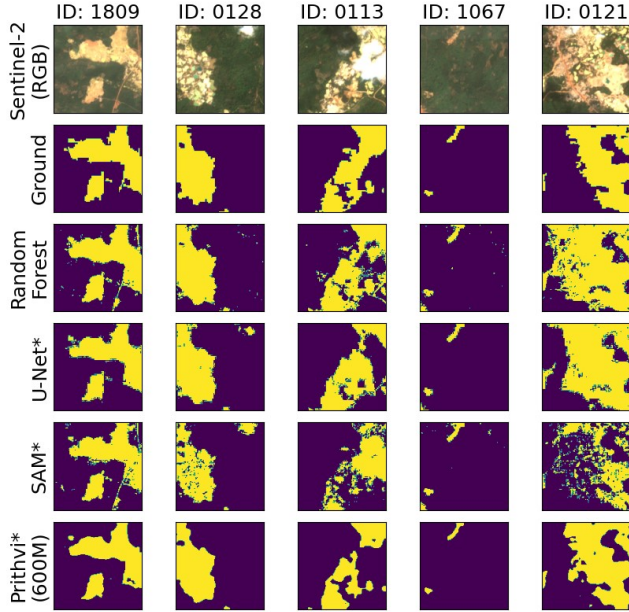 ID: 1809 ID: 0128 ID: 0113 ID: 1067 ID: 0121
Sentinel-2
(RGB)
Ground
Random
Forest
U-Net*
SAM*
Prithvi*
(600M)